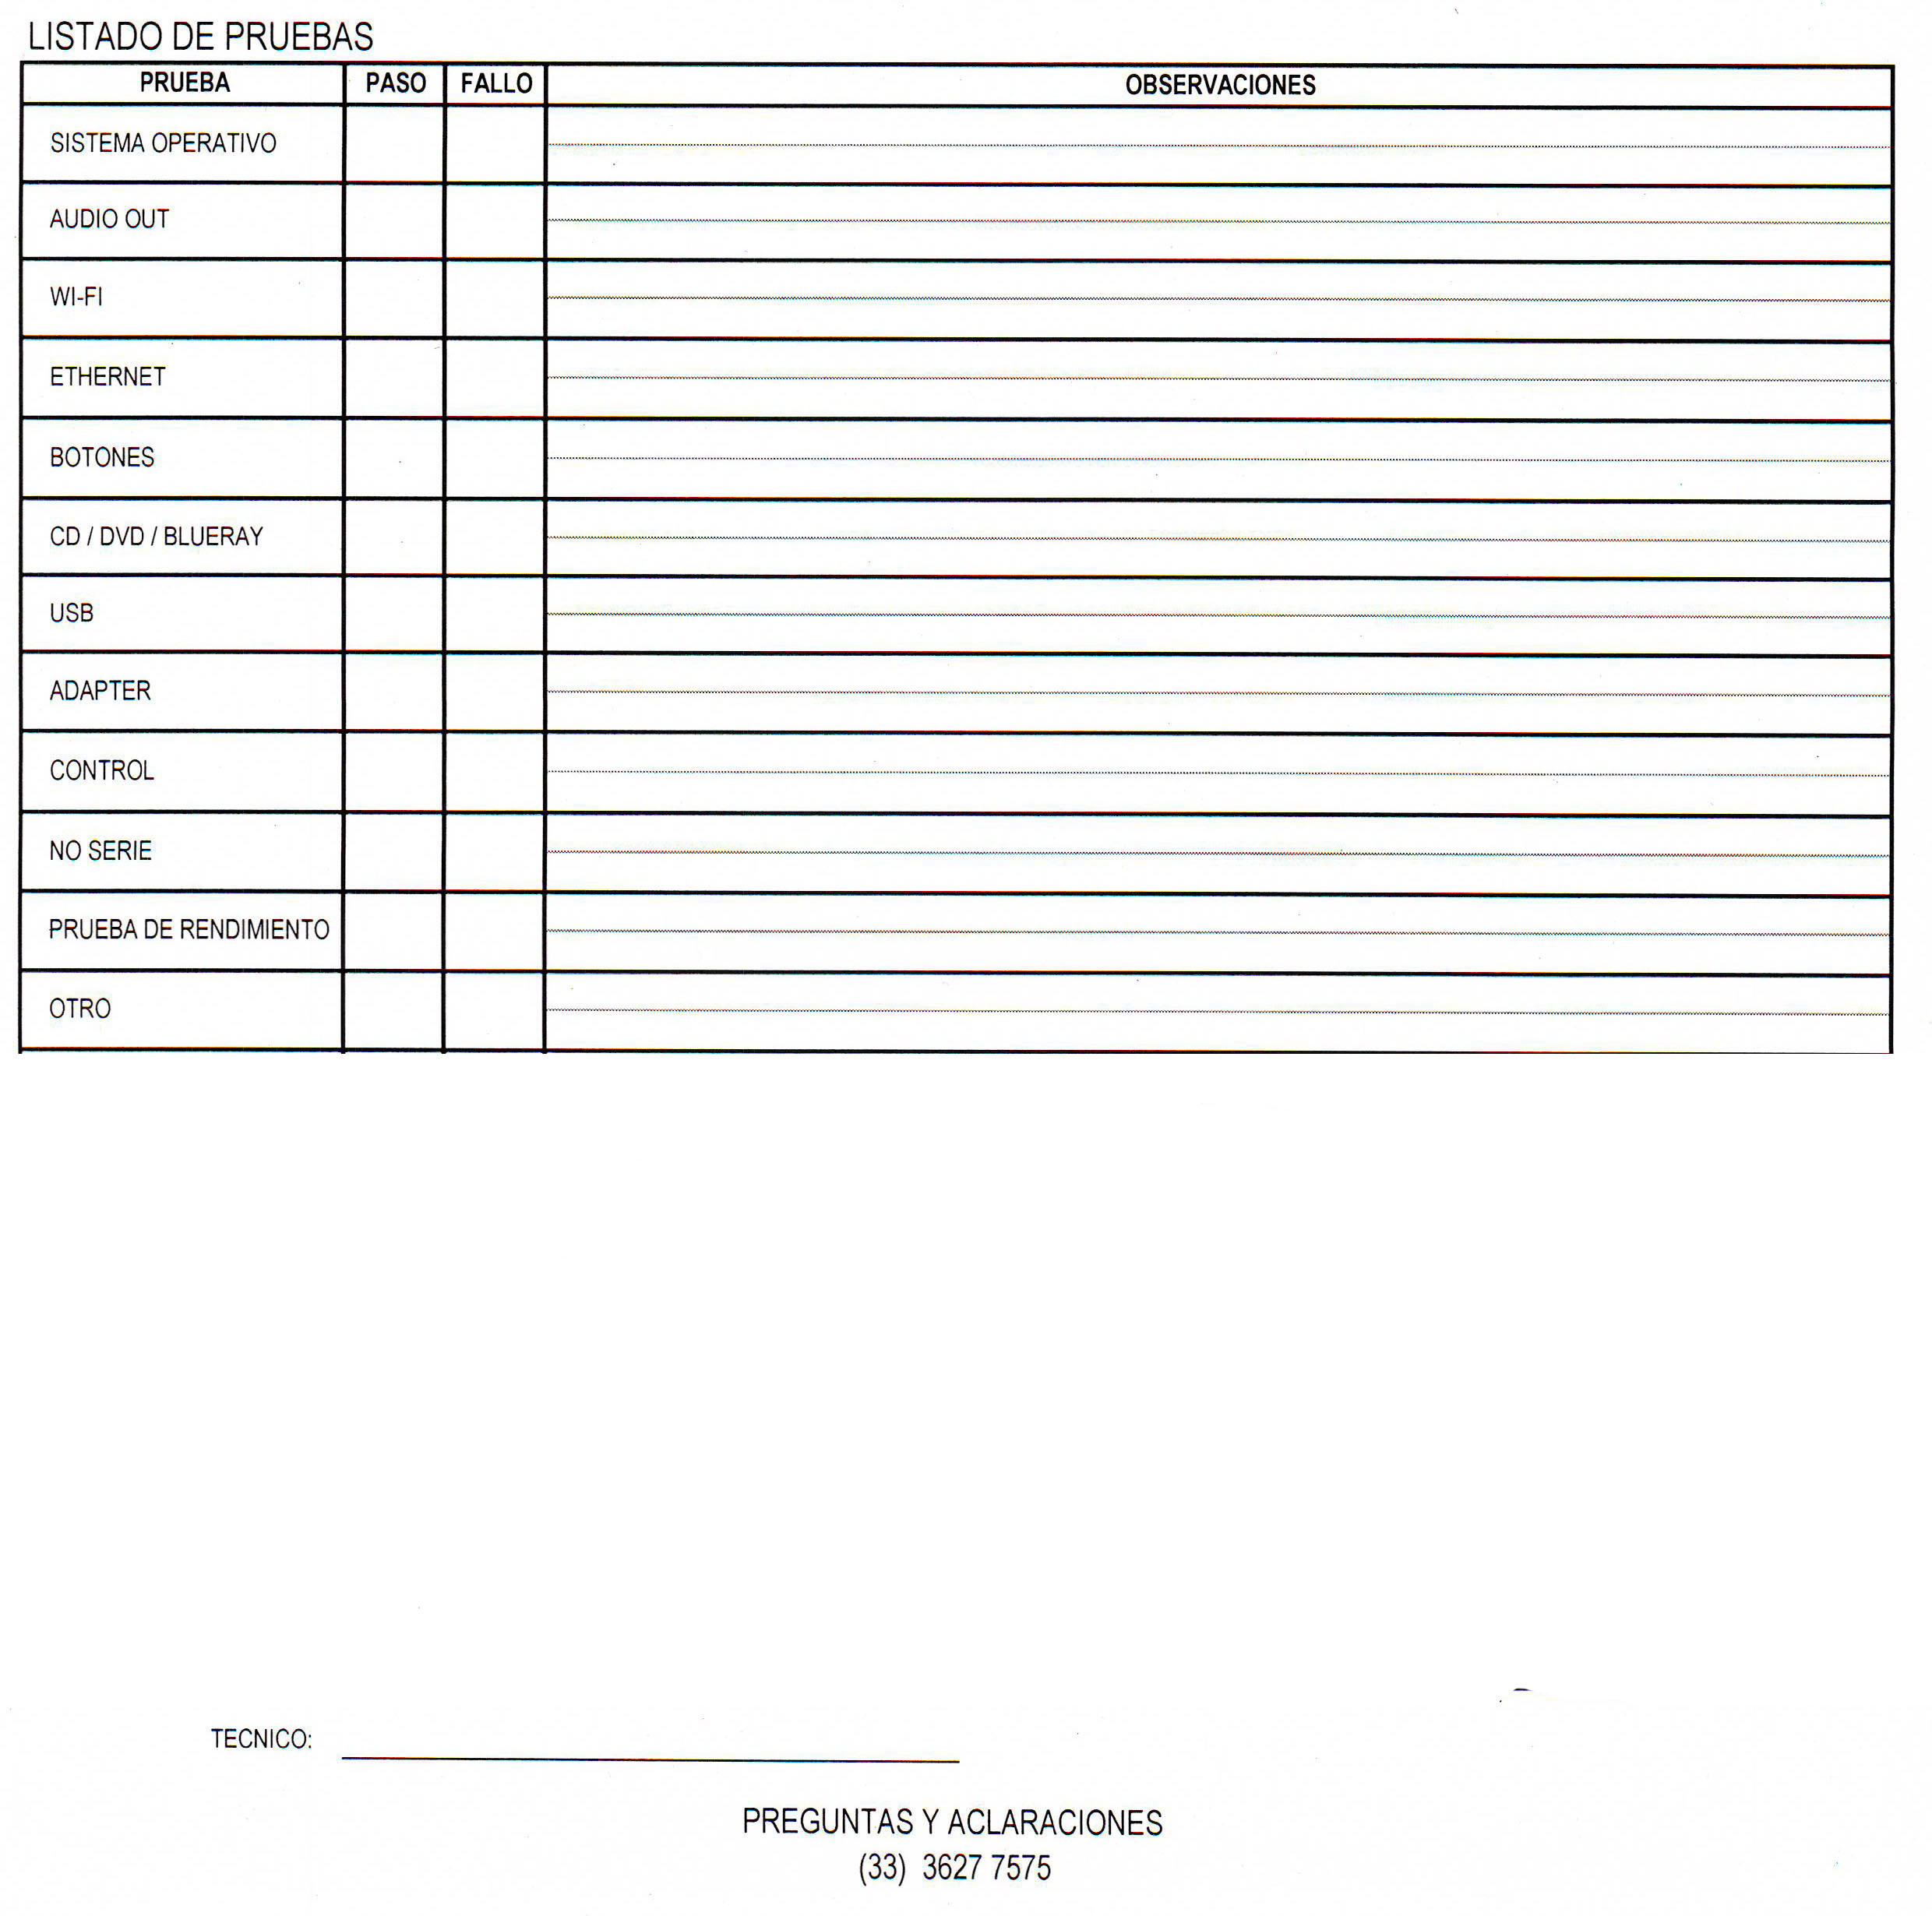 LISTADO DE PRUEBAS
PRUEBA PASO FALLO OBSERVACIONES
SISTEMA OPERATIVO
AUDIO OUT
WI-FI
ETHERNET
BOTONES
CD / DVD / BLUERAY
USB
ADAPTER
CONTROL
NO SERIE
PRUEBA DE RENDIMIENTO
OTRO
TECNICO:
PREGUNTAS Y ACLARACIONES
(33) 3627 7575